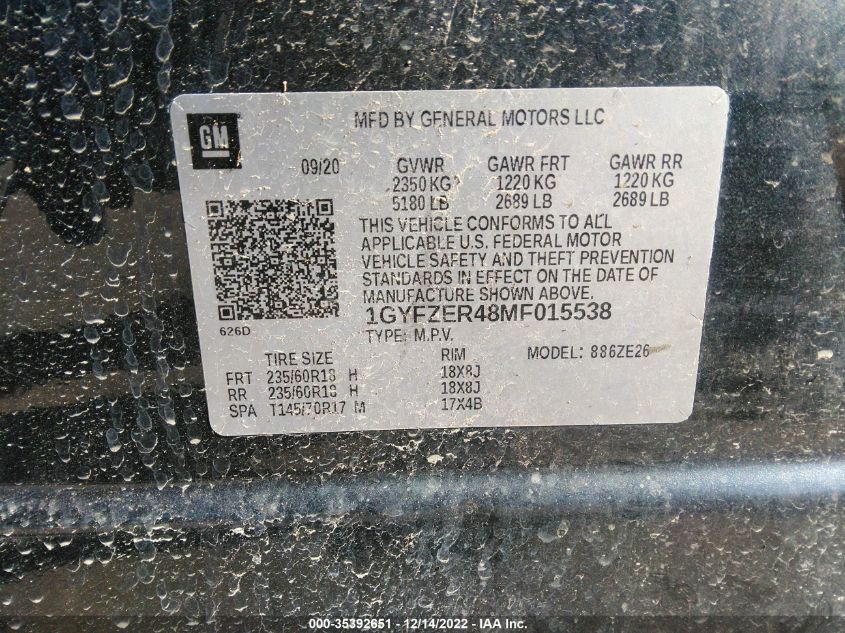 GM
MFD BY GENERAL MOTORS LLC
09/20 GVWR GAWR FRT GAWR RR
2350 KG 1220 KG 1220 KG
5180 LB 2689 LB 2689 LB
THIS VEHICLE CONFORMS TO ALL
APPLICABLE U.S. FEDERAL MOTOR
VEHICLE SAFETY AND THEFT PREVENTION
STANDARDS IN EFFECT ON THE DATE OF
MANUFACTURE SHOWN ABOVE.
1GYFZER48MF015538
626D
TYPE: M.P.V.
TIRE SIZE RIM MODEL: 886ZE26
FRT 235/60R18 H 18X8J
RR 235/60R18 H 18X8J
SPA T145/70R17 M 17X4B
000-35392651 - 12/14/2022 - IAA Inc.